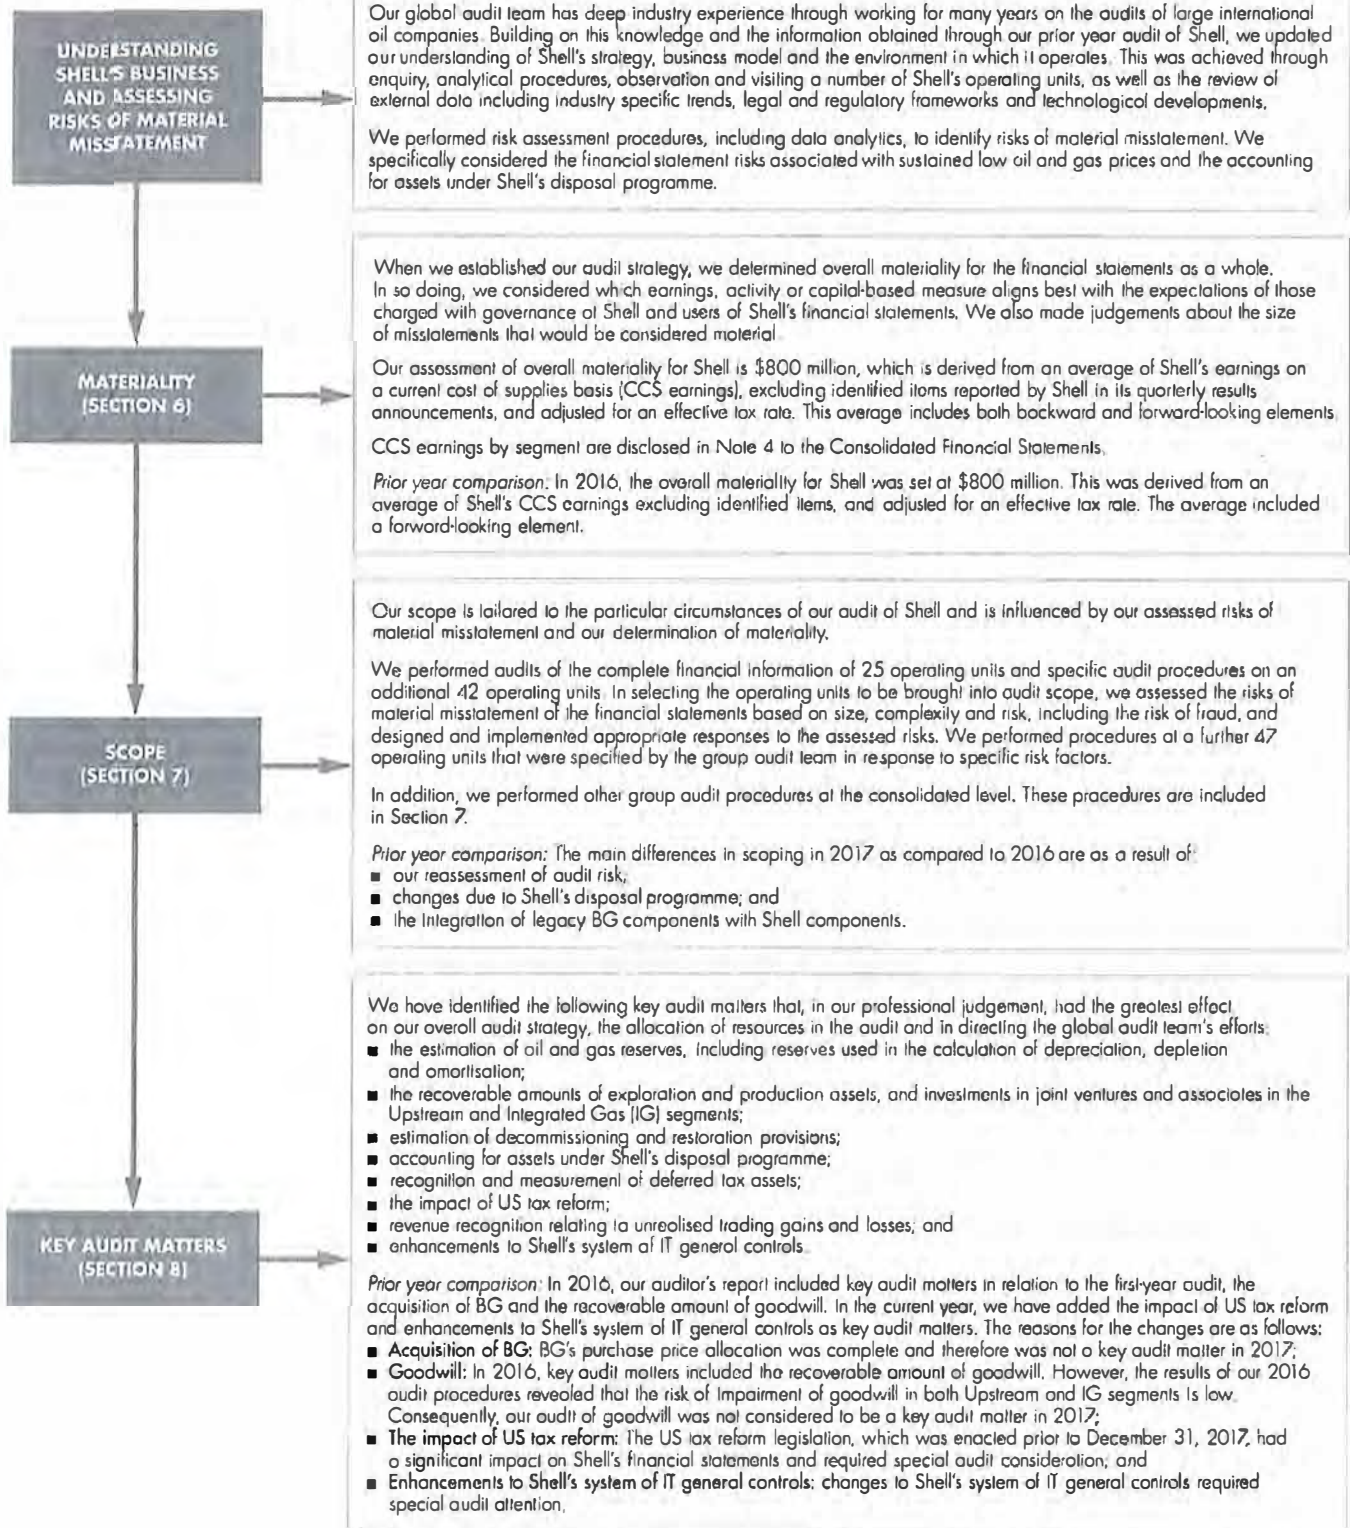 UNDERSTANDING
SHELL'S BUSINESS
AND ASSESSING
RISKS OF MATERIAL
MISSTATEMENT
Our global audit team has deep industry experience through working for many years on the audits of large international
oil companies. Building on this knowledge and the information obtained through our prior year audit of Shell, we updated
our understanding of Shell's strategy, business model and the environment in which it operates. This was achieved through
enquiry, analytical procedures, observation and visiting a number of Shell's operating units, as well as the review of
external data including industry specific trends, legal and regulatory frameworks and technological developments.
We performed risk assessment procedures, including data analytics, to identify risks of material misstatement. We
specifically considered the financial statement risks associated with sustained low oil and gas prices and the accounting
for assets under Shell's disposal programme.
MATERIALITY
(SECTION 6)
When we established our audit strategy, we determined overall materiality for the financial statements as a whole.
In so doing, we considered which earnings, activity or capital-based measure aligns best with the expectations of those
charged with governance at Shell and users of Shell's financial statements. We also made judgements about the size
of misstatements that would be considered material.
Our assessment of overall materiality for Shell is $800 million, which is derived from an average of Shell's earnings on
a current cost of supplies basis (CCS earnings), excluding identified items reported by Shell in its quarterly results
announcements, and adjusted for an effective tax rate. This average includes both backward and forward-looking elements.
CCS earnings by segment are disclosed in Note 4 to the Consolidated Financial Statements.
Prior year comparison: In 2016, the overall materiality for Shell was set at $800 million. This was derived from an
average of Shell's CCS earnings excluding identified items, and adjusted for an effective tax rate. The average included
a forward-looking element.
SCOPE
(SECTION 7)
Our scope is tailored to the particular circumstances of our audit of Shell and is influenced by our assessed risks of
material misstatement and our determination of materiality.
We performed audits of the complete financial information of 25 operating units and specific audit procedures on an
additional 42 operating units. In selecting the operating units to be brought into audit scope, we assessed the risks of
material misstatement of the financial statements based on size, complexity and risk, including the risk of fraud, and
designed and implemented appropriate responses to the assessed risks. We performed procedures at a further 47
operating units that were specified by the group audit team in response to specific risk factors.
In addition, we performed other group audit procedures at the consolidated level. These procedures are included
in Section 7.
Prior year comparison: The main differences in scoping in 2017 as compared to 2016 are as a result of:
■ our reassessment of audit risk;
■ changes due to Shell's disposal programme; and
■ the Integration of legacy BG components with Shell components.
KEY AUDIT MATTERS
(SECTION 8)
We have identified the following key audit matters that, in our professional judgement, had the greatest effect
on our overall audit strategy, the allocation of resources in the audit and in directing the global audit team's efforts:
■ the estimation of oil and gas reserves, including reserves used in the calculation of depreciation, depletion
and amortisation;
■ the recoverable amounts of exploration and production assets, and investments in joint ventures and associates in the
Upstream and Integrated Gas (IG) segments;
■ estimation of decommissioning and restoration provisions;
■ accounting for assets under Shell's disposal programme;
■ recognition and measurement of deferred tax assets;
■ the impact of US tax reform;
■ revenue recognition relating to unrealised trading gains and losses; and
■ enhancements to Shell's system of IT general controls.
Prior year comparison: In 2016, our auditor's report included key audit matters in relation to the first-year audit, the
acquisition of BG and the recoverable amount of goodwill. In the current year, we have added the impact of US tax reform
and enhancements to Shell's system of IT general controls as key audit matters. The reasons for the changes are as follows:
■ Acquisition of BG: BG's purchase price allocation was complete and therefore was not a key audit matter in 2017;
■ Goodwill: In 2016, key audit matters included the recoverable amount of goodwill. However, the results of our 2016
audit procedures revealed that the risk of impairment of goodwill in both Upstream and IG segments is low.
Consequently, our audit of goodwill was not considered to be a key audit matter in 2017;
■ The impact of US tax reform: The US tax reform legislation, which was enacted prior to December 31, 2017, had
a significant impact on Shell's financial statements and required special audit consideration; and
■ Enhancements to Shell's system of IT general controls: changes to Shell's system of IT general controls required
special audit attention.